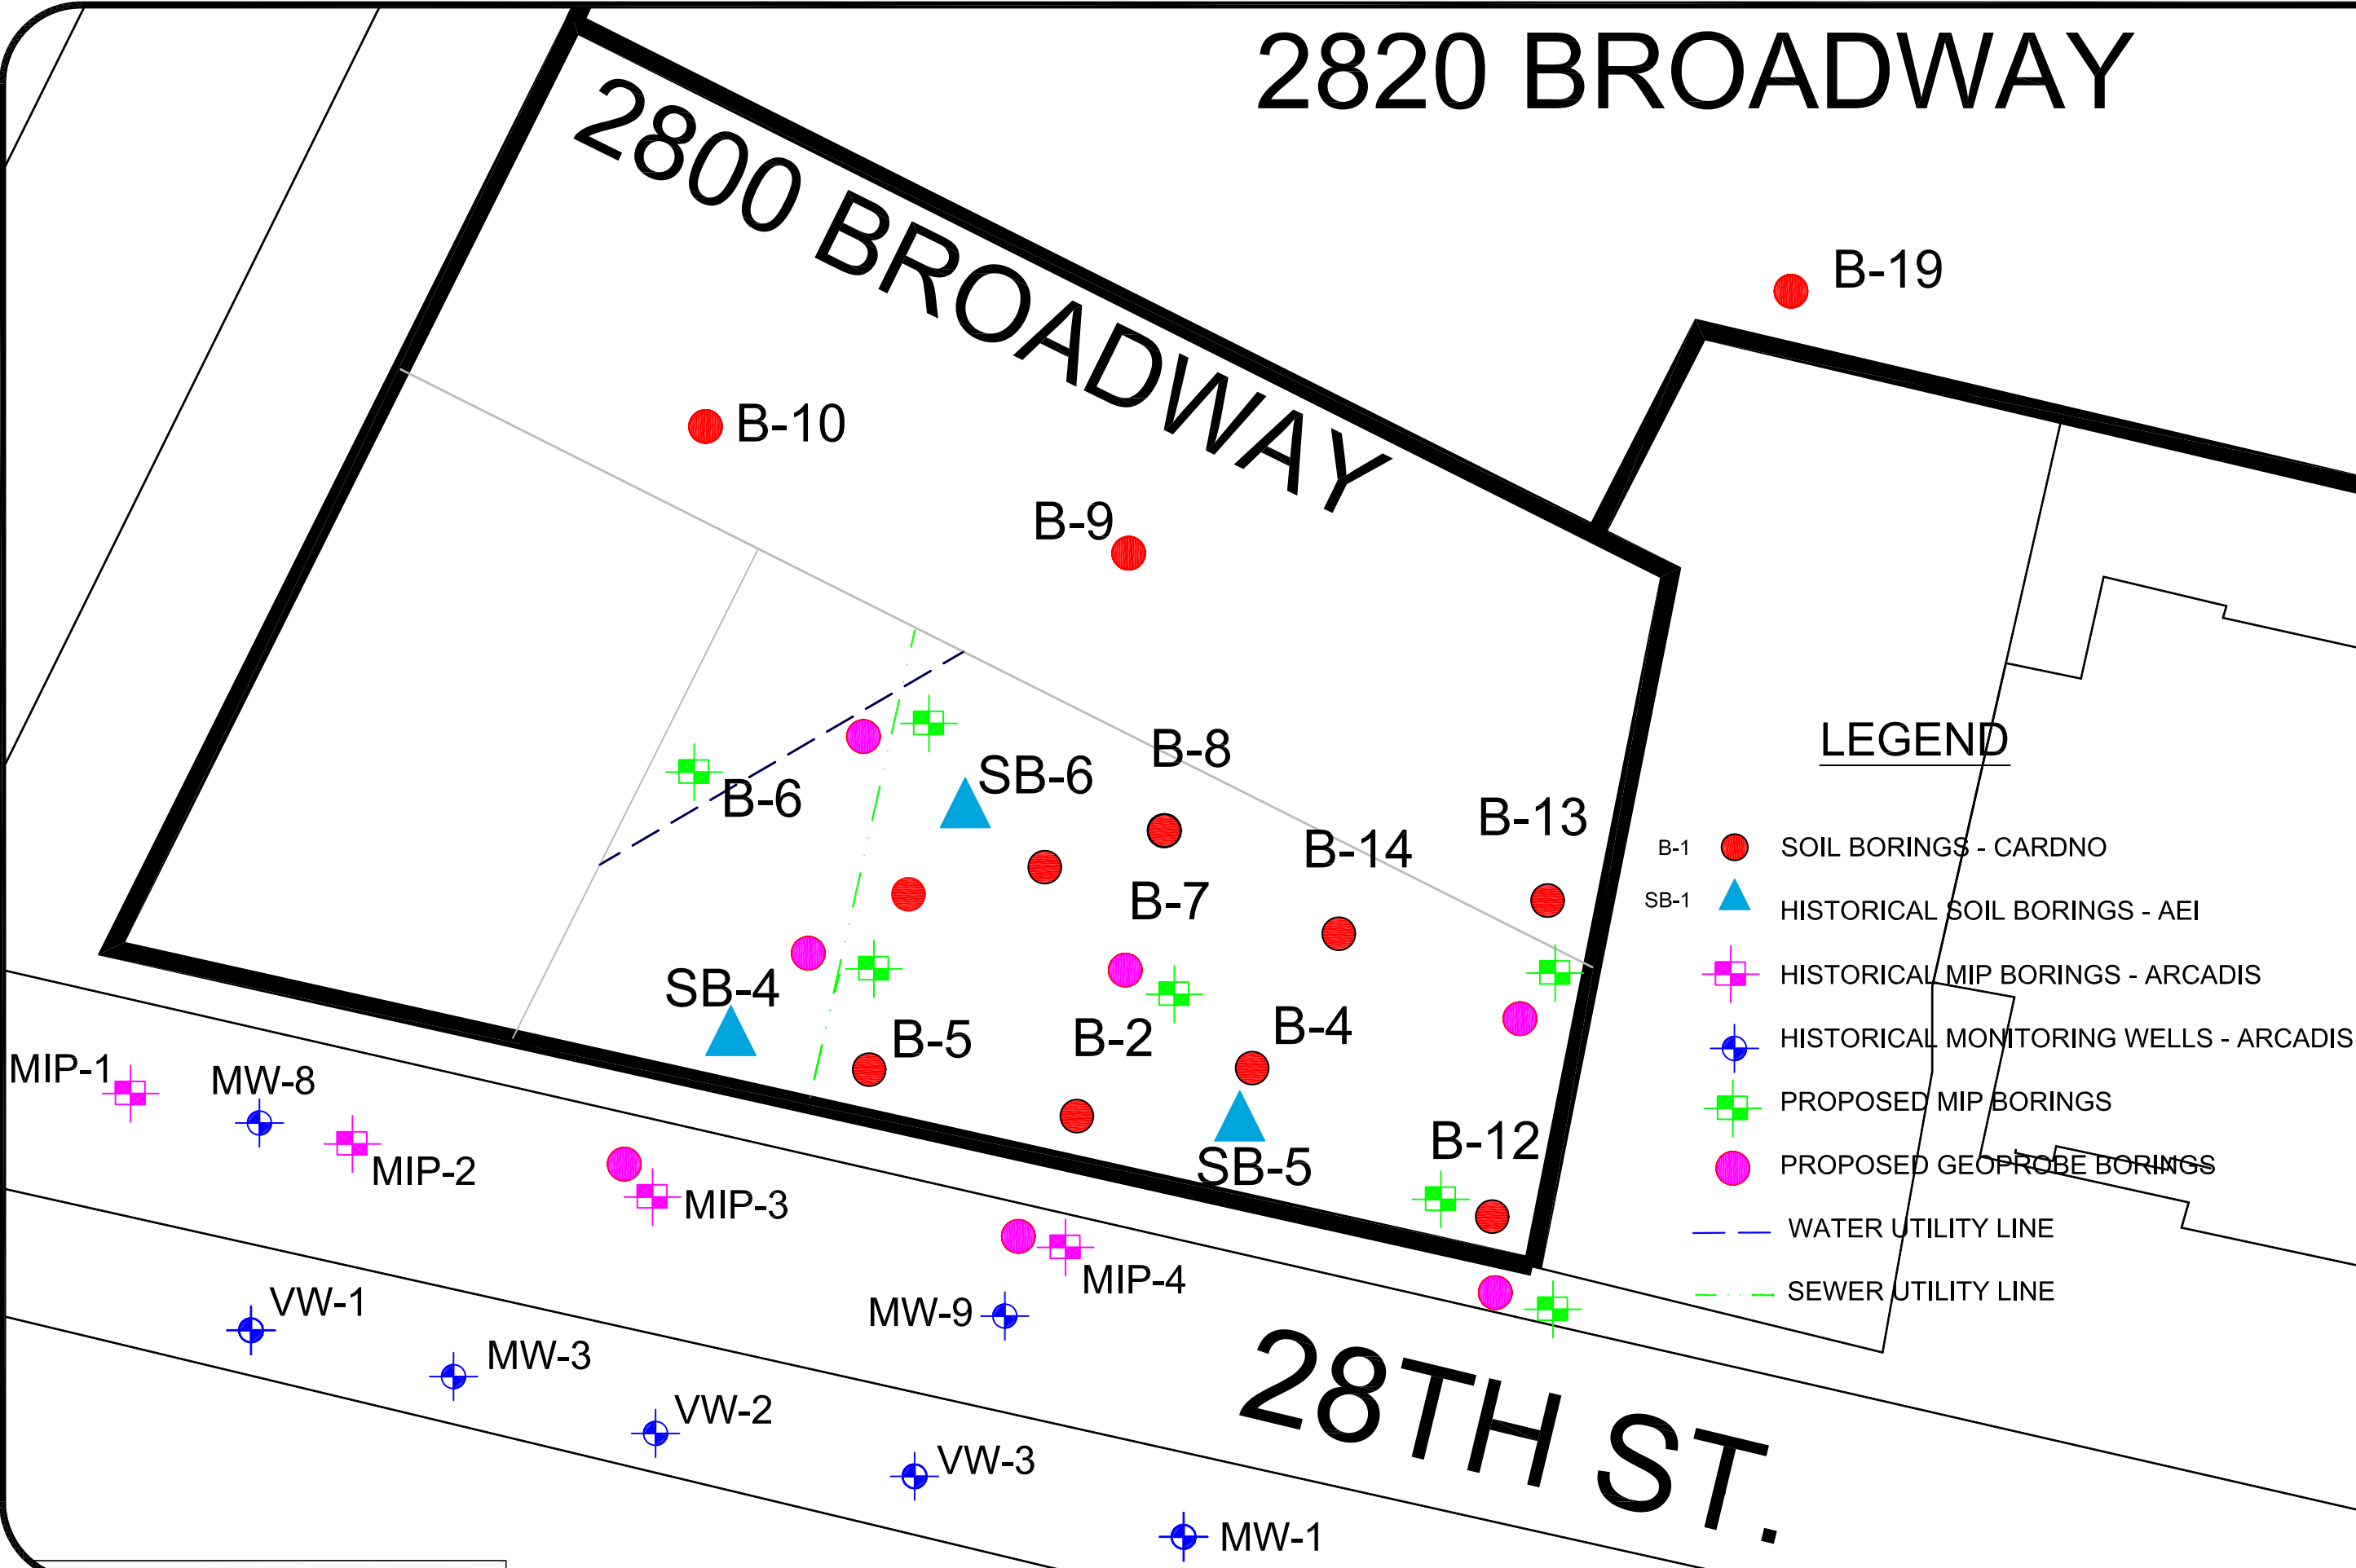 2820 BROADWAY
2800 BROADWAY
B-19
B-10
B-9
LEGEND
B-8
SB-6
B-6
B-13
B-14
B-7
B-1 SOIL BORINGS - CARDNO
SB-1 HISTORICAL SOIL BORINGS - AEI
HISTORICAL MIP BORINGS - ARCADIS
HISTORICAL MONITORING WELLS - ARCADIS
PROPOSED MIP BORINGS
PROPOSED GEOPROBE BORINGS
WATER UTILITY LINE
SEWER UTILITY LINE
SB-4
B-5
B-2
B-4
B-12
SB-5
MIP-1
MW-8
MIP-2
MIP-3
MIP-4
MW-9
VW-1
MW-3
VW-2
VW-3
MW-1
28TH ST.